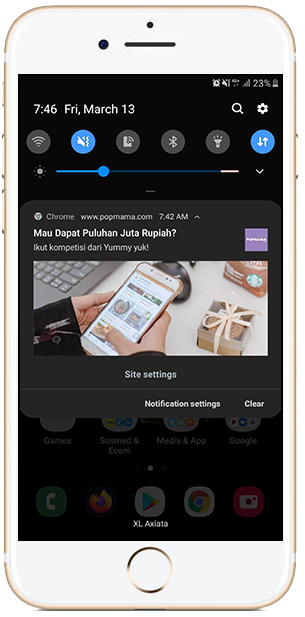 4G+ 23%
7:46 Fri, March 13
Chrome www.popmama.com 7:42 AM
Mau Dapat Puluhan Juta Rupiah?
Ikut kompetisi dari Yummy yuk!
POPMAMA
Site settings
Notification settings Clear
Games Sosmed & Ecom Media & App Google
XL Axiata